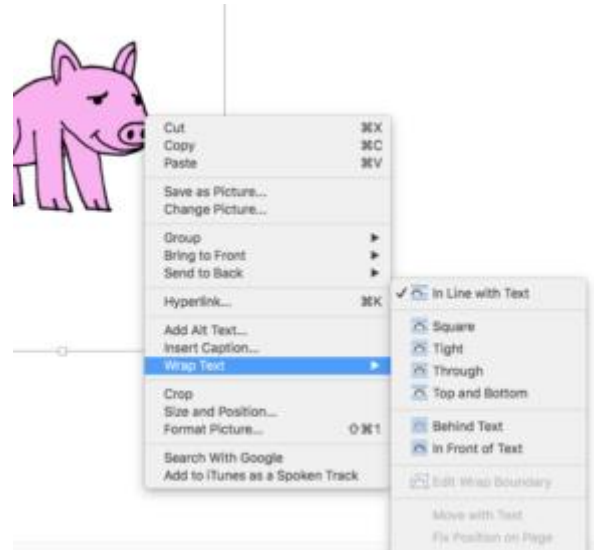 Cut ⌘X
Copy ⌘C
Paste ⌘V
Save as Picture...
Change Picture...
Group
Bring to Front
Send to Back
Hyperlink... ⌘K
Add Alt Text...
Insert Caption...
Wrap Text
Crop
Size and Position...
Format Picture... ⇧⌘1
Search With Google
Add to iTunes as a Spoken Track
✓ In Line with Text
Square
Tight
Through
Top and Bottom
Behind Text
In Front of Text
Edit Wrap Boundary
Move with Text
Fix Position on Page